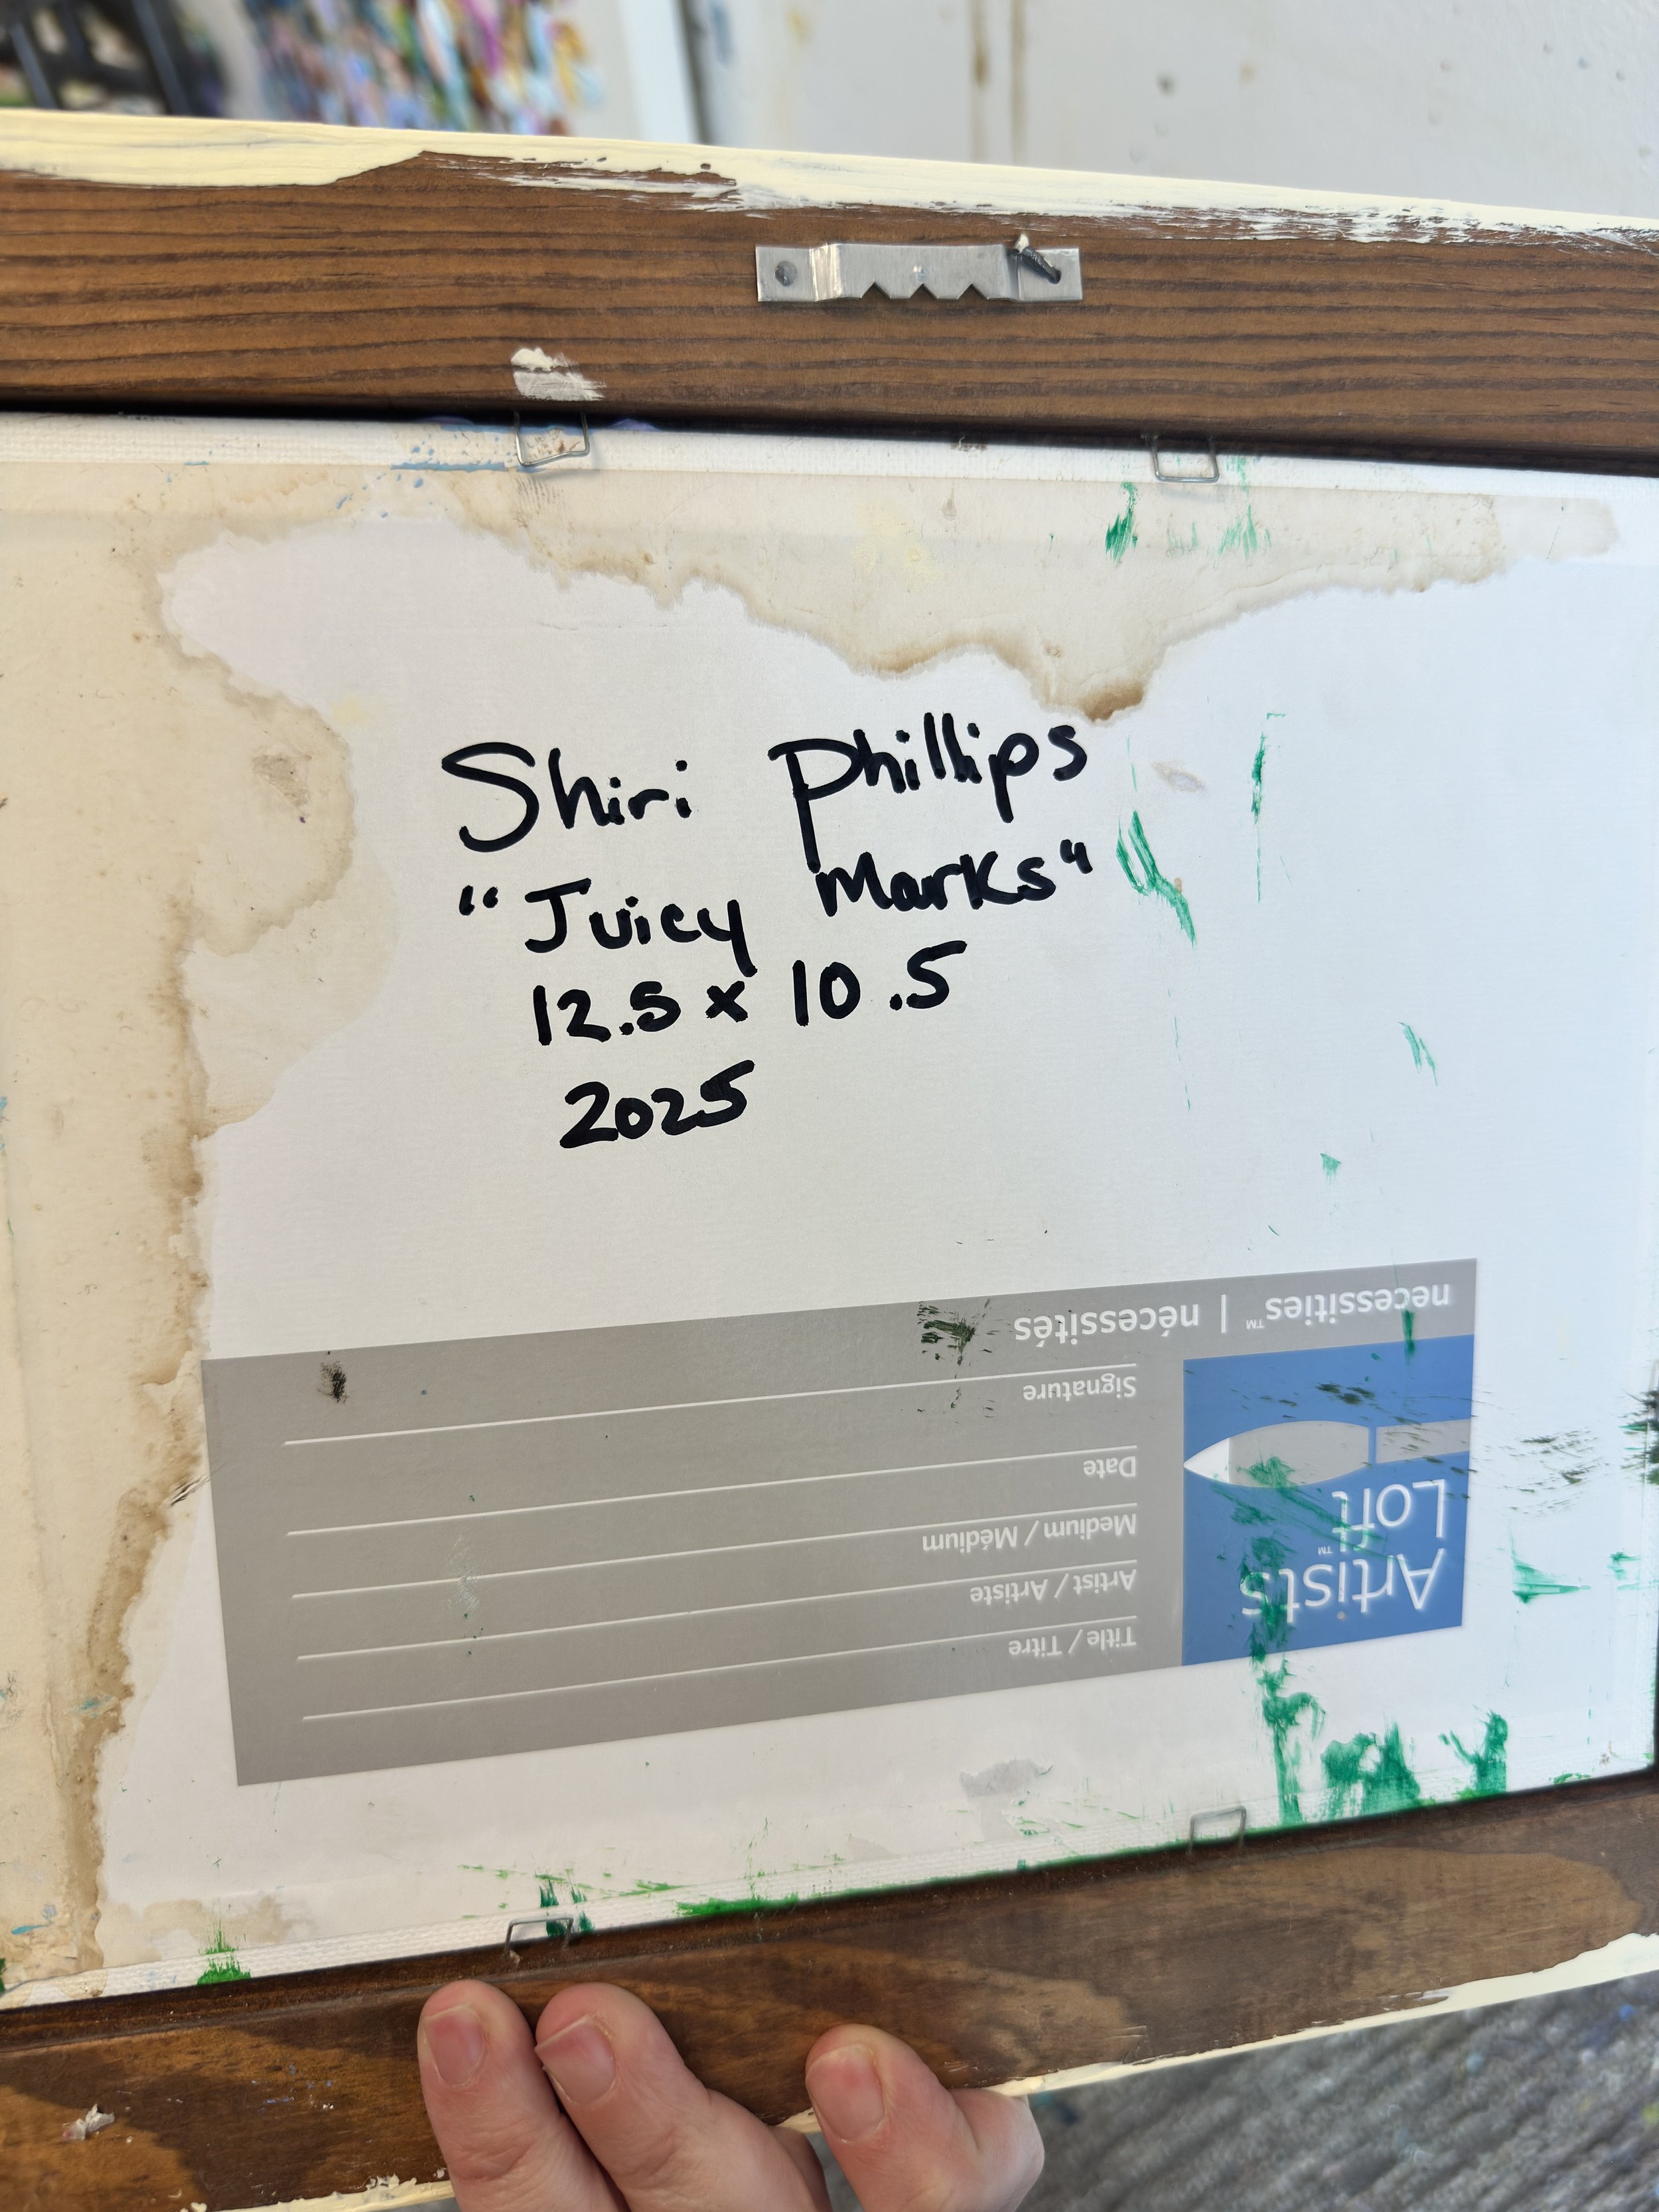 Shiri Phillips
"Juicy Marks"
12.5 x 10.5
2025
Artists
Loft™
necessities™ | nécessités
Title / Titre
Artist / Artiste
Medium / Médium
Date
Signature